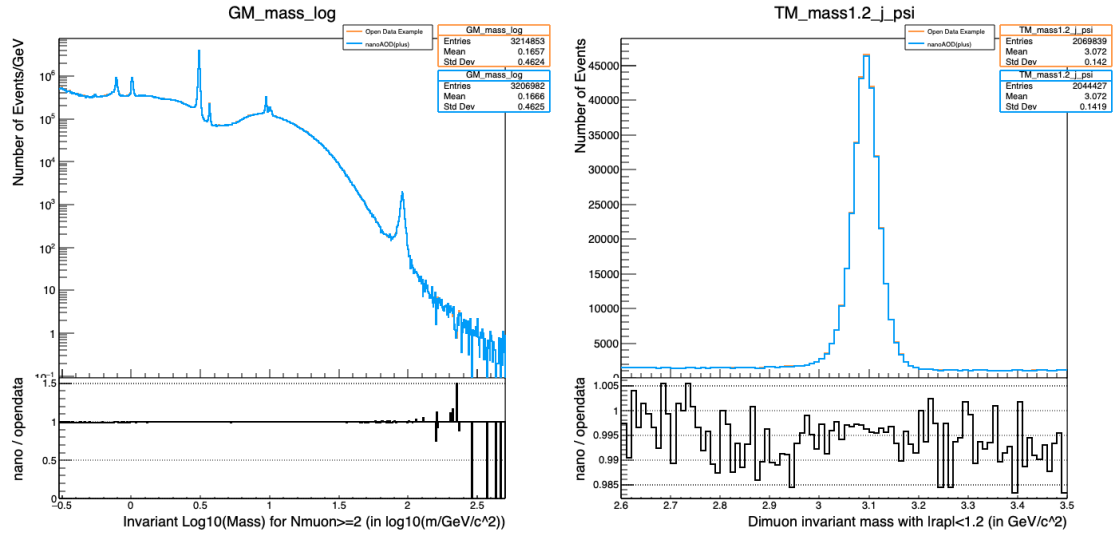 GM_mass_log
Open Data Example
nanoAOD(plus)
GM_mass_log
Entries 3214853
Mean 0.1657
Std Dev 0.4624
GM_mass_log
Entries 3206982
Mean 0.1666
Std Dev 0.4625
Number of Events/GeV
10^6
10^5
10^4
10^3
10^2
10
1
10^-1
nano / opendata
1.5
1
0.5
0
−0.5 0 0.5 1 1.5 2 2.5
Invariant Log10(Mass) for Nmuon>=2 (in log10(m/GeV/c^2))
TM_mass1.2_j_psi
Open Data Example
nanoAOD(plus)
TM_mass1.2_j_psi
Entries 2069839
Mean 3.072
Std Dev 0.142
TM_mass1.2_j_psi
Entries 2044427
Mean 3.072
Std Dev 0.1419
Number of Events
45000
40000
35000
30000
25000
20000
15000
10000
5000
0
nano / opendata
1.005
1
0.995
0.99
0.985
2.6 2.7 2.8 2.9 3 3.1 3.2 3.3 3.4 3.5
Dimuon invariant mass with |rap|<1.2 (in GeV/c^2)